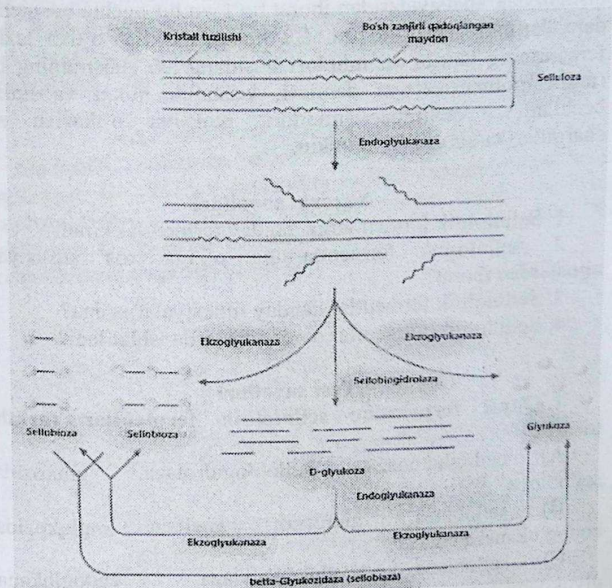 Kristall tuzilishi
Bo'sh zanjirli qadoqlangan
maydon
Selluloza
Endoglyukanaza
Ekzoglyukanaza
Ekzoglyukanaza
Sellobiogidrolaza
Sellobioza
Sellobioza
Glyukoza
D-glyukoza
Endoglyukanaza
Ekzoglyukanaza
Ekzoglyukanaza
betta-Glyukozidaza (sellobiaza)